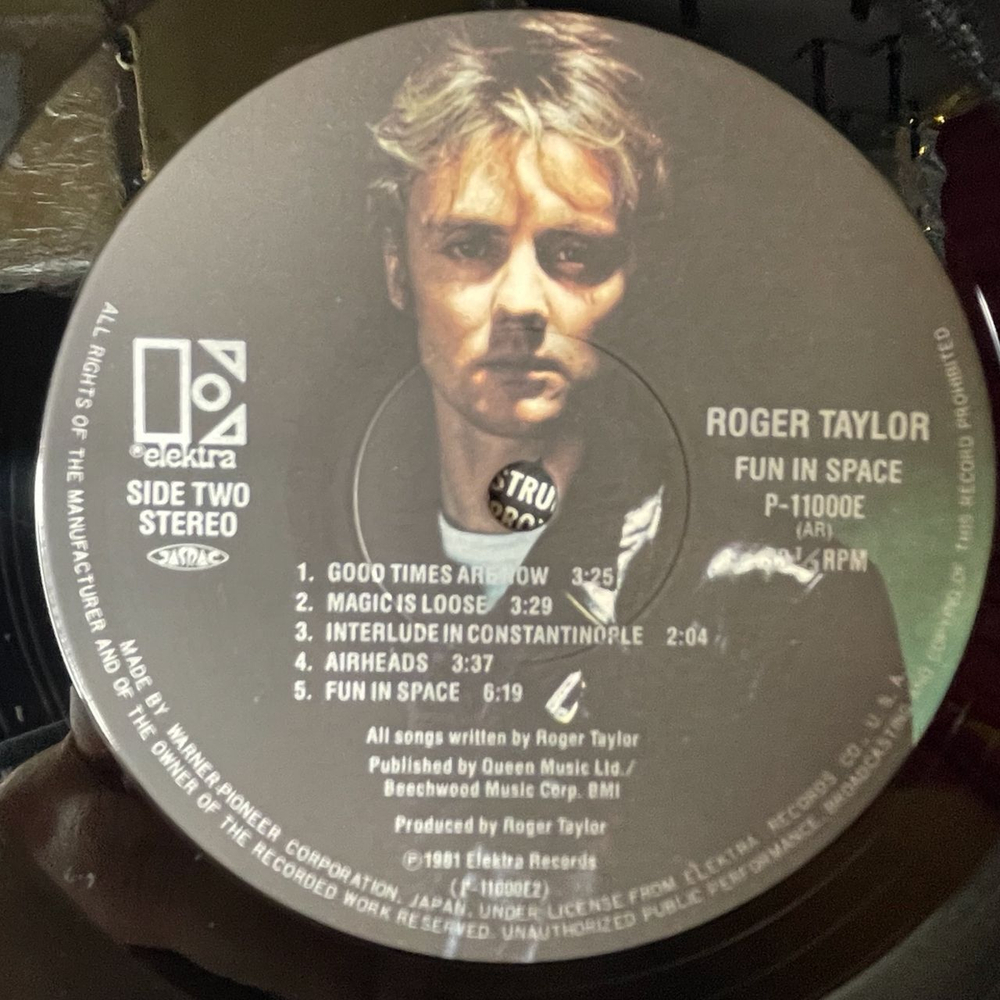 elektra
SIDE TWO
STEREO
JASRAC
ROGER TAYLOR
FUN IN SPACE
P-11000E
(AR)
RPM
STRU
PRO
1. GOOD TIMES ARE NOW 3:25
2. MAGIC IS LOOSE 3:29
3. INTERLUDE IN CONSTANTINOPLE 2:04
4. AIRHEADS 3:37
5. FUN IN SPACE 6:19
All songs written by Roger Taylor
Published by Queen Music Ltd./
Beechwood Music Corp. BMI
Produced by Roger Taylor
Ⓟ1981 Elektra Records
(P-11000E2)
ALL RIGHTS OF THE MANUFACTURER AND OF THE OWNER OF THE RECORDED WORK RESERVED. UNAUTHORIZED PUBLIC PERFORMANCE, BROADCASTING AND COPYING OF THIS RECORD PROHIBITED
MADE BY WARNER-PIONEER CORPORATION, JAPAN, UNDER LICENSE FROM ELEKTRA RECORDS CO., U.S.A.